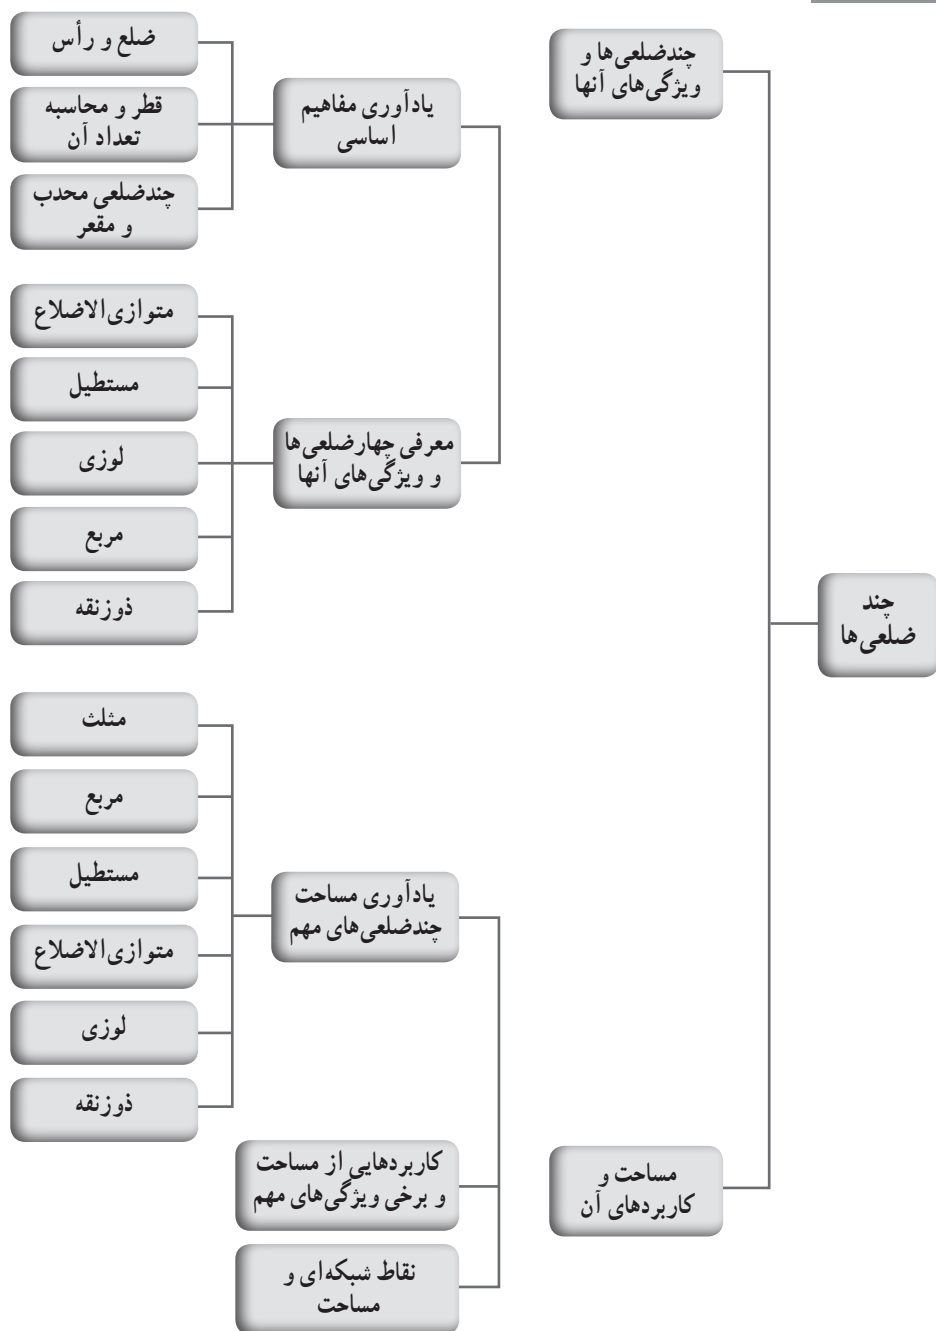 چند
ضلعی‌ها
چندضلعی‌ها و
ویژگی‌های آنها
یادآوری مفاهیم
اساسی
ضلع و رأس
قطر و محاسبه
تعداد آن
چندضلعی محدب
و مقعر
معرفی چهارضلعی‌ها
و ویژگی‌های آنها
متوازی‌الاضلاع
مستطیل
لوزی
مربع
ذوزنقه
مساحت و
کاربردهای آن
یادآوری مساحت
چندضلعی‌های مهم
مثلث
مربع
مستطیل
متوازی‌الاضلاع
لوزی
ذوزنقه
کاربردهایی از مساحت
و برخی ویژگی‌های مهم
نقاط شبکه‌ای و
مساحت